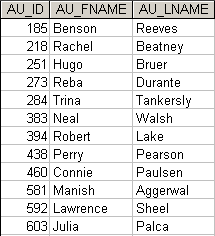 AU_ID AU_FNAME AU_LNAME
185 Benson Reeves
218 Rachel Beatney
251 Hugo Bruer
273 Reba Durante
284 Trina Tankersly
383 Neal Walsh
394 Robert Lake
438 Perry Pearson
460 Connie Paulsen
581 Manish Aggerwal
592 Lawrence Sheel
603 Julia Palca